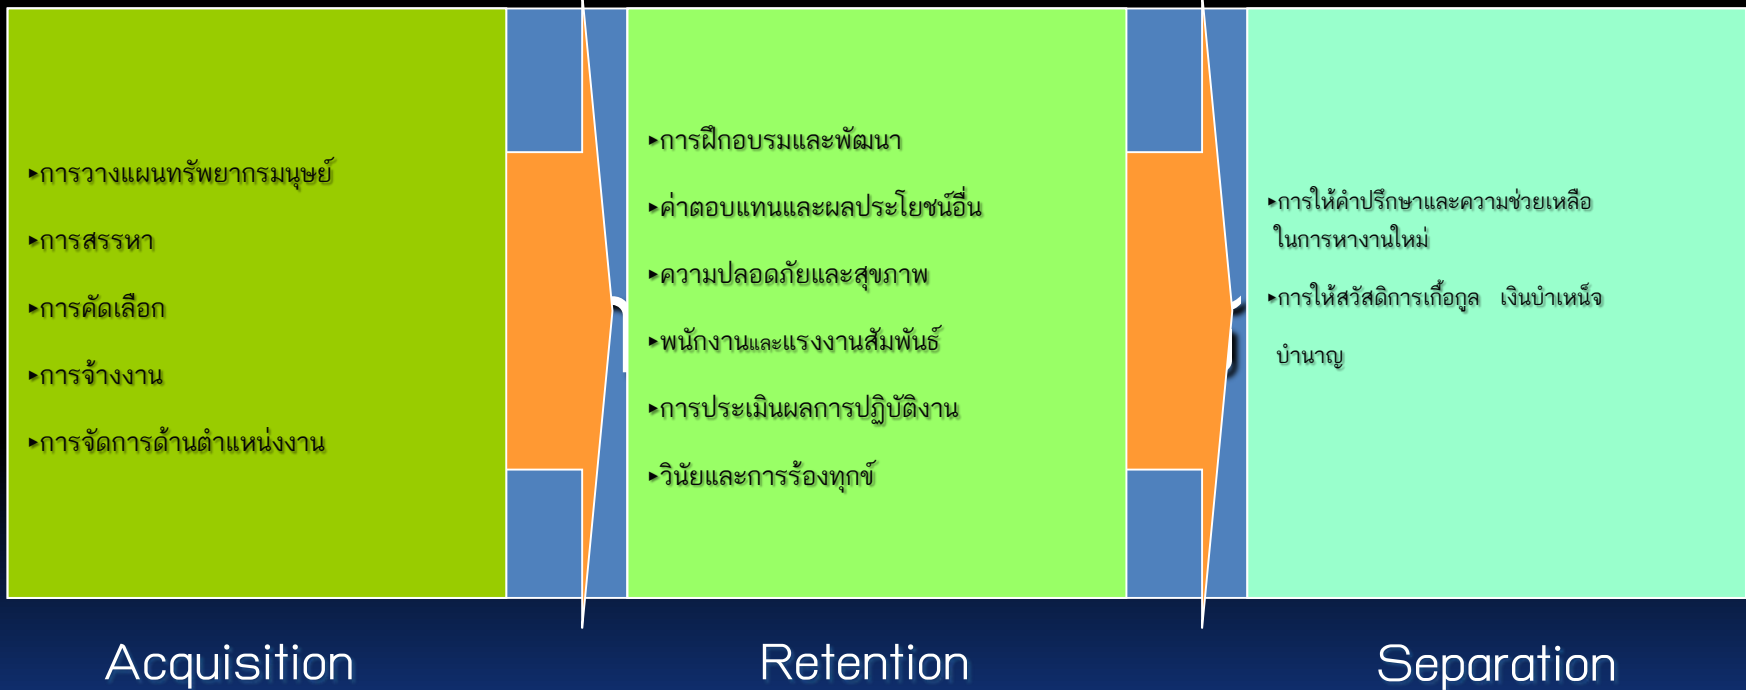 ▸การวางแผนทรัพยากรมนุษย์
▸การสรรหา
▸การคัดเลือก
▸การจ้างงาน
▸การจัดการด้านตำแหน่งงาน
▸การฝึกอบรมและพัฒนา
▸ค่าตอบแทนและผลประโยชน์อื่น
▸ความปลอดภัยและสุขภาพ
▸พนักงานและแรงงานสัมพันธ์
▸การประเมินผลการปฏิบัติงาน
▸วินัยและการร้องทุกข์
▸การให้คำปรึกษาและความช่วยเหลือ
ในการหางานใหม่
▸การให้สวัสดิการเกื้อกูล เงินบำเหน็จ
บำนาญ
Acquisition
Retention
Separation